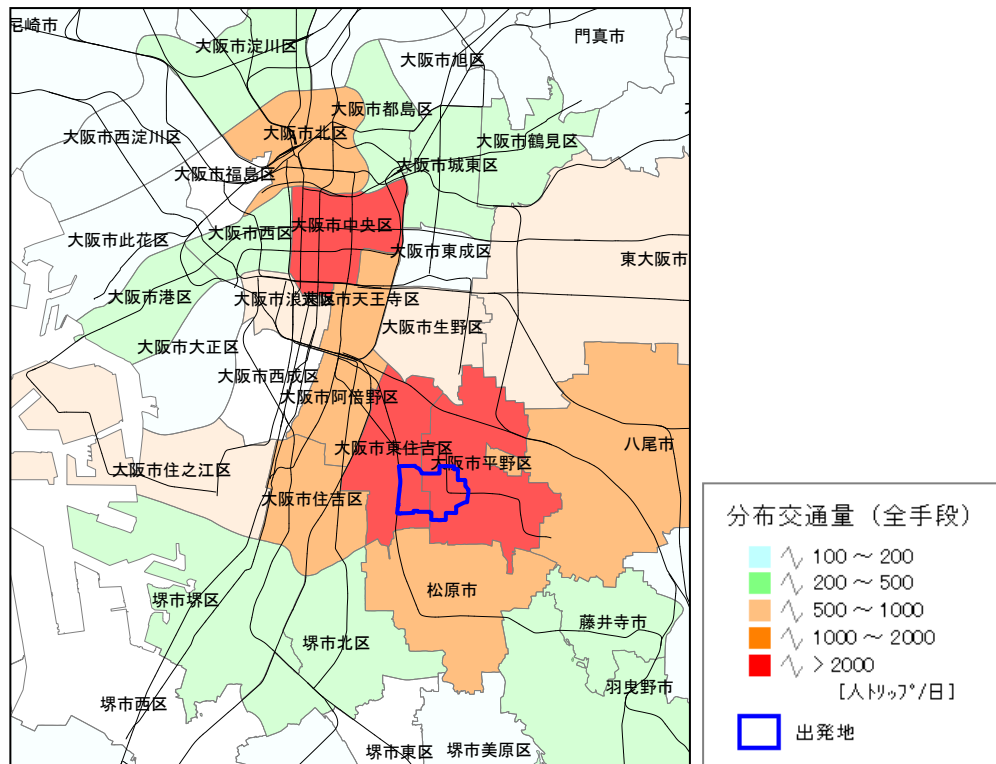 尼崎市
大阪市淀川区
大阪市旭区
門真市
大阪市都島区
大阪市北区
大阪市西淀川区
大阪市鶴見区
大阪市城東区
大阪市福島区
大阪市中央区
大阪市西区
大阪市此花区
大阪市東成区
東大阪市
大阪市港区
大阪市浪速区
大阪市天王寺区
大阪市生野区
大阪市大正区
大阪市西成区
大阪市阿倍野区
大阪市東住吉区
八尾市
大阪市平野区
大阪市住之江区
大阪市住吉区
松原市
堺市堺区
藤井寺市
堺市北区
羽曳野市
堺市西区
堺市東区
堺市美原区
分布交通量（全手段）
100～200
200～500
500～1000
1000～2000
>2000
[人ﾄﾘｯﾌﾟ/日]
出発地